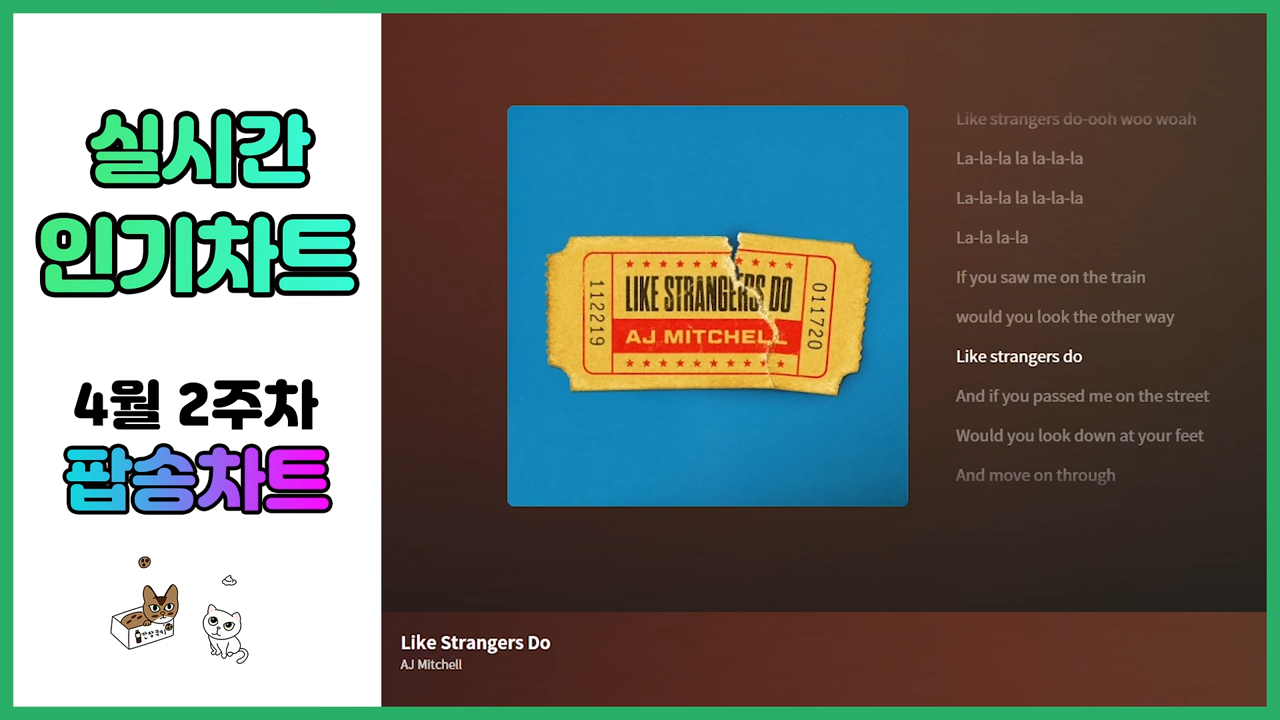 실시간
인기차트
4월 2주차
팝송차트
112219
LIKE STRANGERS DO
AJ MITCHELL
011720
Like strangers do-ooh woo woah
La-la-la la la-la-la
La-la-la la la-la-la
La-la la-la
If you saw me on the train
would you look the other way
Like strangers do
And if you passed me on the street
Would you look down at your feet
And move on through
Like Strangers Do
AJ Mitchell